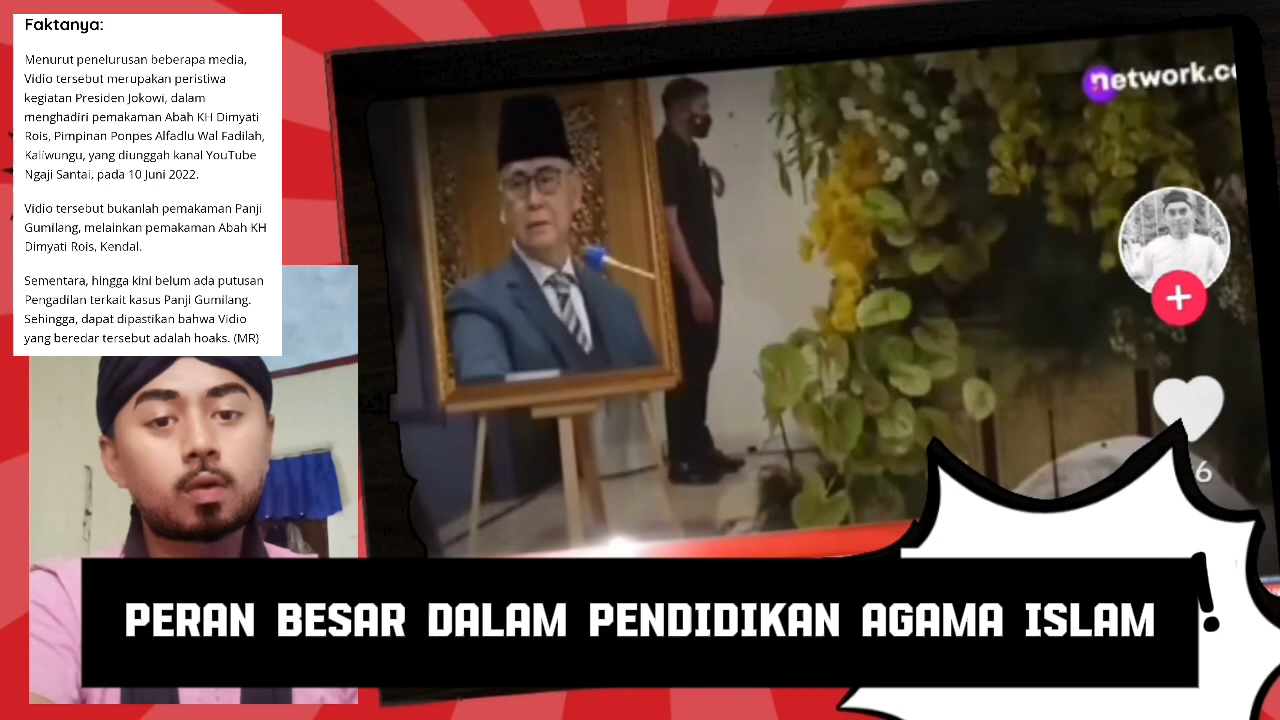 Faktanya:
Menurut penelurusan beberapa media,
Vidio tersebut merupakan peristiwa
kegiatan Presiden Jokowi, dalam
menghadiri pemakaman Abah KH Dimyati
Rois, Pimpinan Ponpes Alfadlu Wal Fadilah,
Kaliwungu, yang diunggah kanal YouTube
Ngaji Santai, pada 10 Juni 2022.
Vidio tersebut bukanlah pemakaman Panji
Gumilang, melainkan pemakaman Abah KH
Dimyati Rois, Kendal.
Sementara, hingga kini belum ada putusan
Pengadilan terkait kasus Panji Gumilang.
Sehingga, dapat dipastikan bahwa Vidio
yang beredar tersebut adalah hoaks. (MR)
network.c
6
PERAN BESAR DALAM PENDIDIKAN AGAMA ISLAM
!